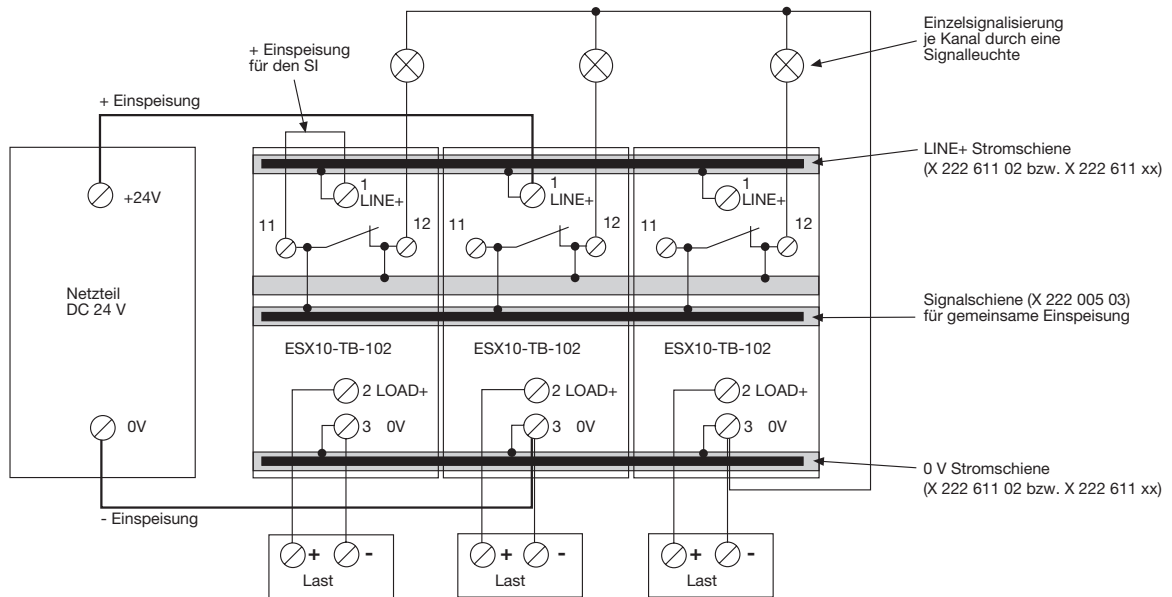 Einzelsignalisierung
je Kanal durch eine
Signalleuchte
+ Einspeisung
für den SI
+ Einspeisung
LINE+ Stromschiene
(X 222 611 02 bzw. X 222 611 xx)
+24V
1
LINE+
1
LINE+
1
LINE+
11
12
11
12
11
12
Netzteil
DC 24 V
Signalschiene (X 222 005 03)
für gemeinsame Einspeisung
ESX10-TB-102
ESX10-TB-102
ESX10-TB-102
2 LOAD+
2 LOAD+
2 LOAD+
0V
3 0V
3 0V
3 0V
0 V Stromschiene
(X 222 611 02 bzw. X 222 611 xx)
- Einspeisung
+ -
Last
+ -
Last
+ -
Last